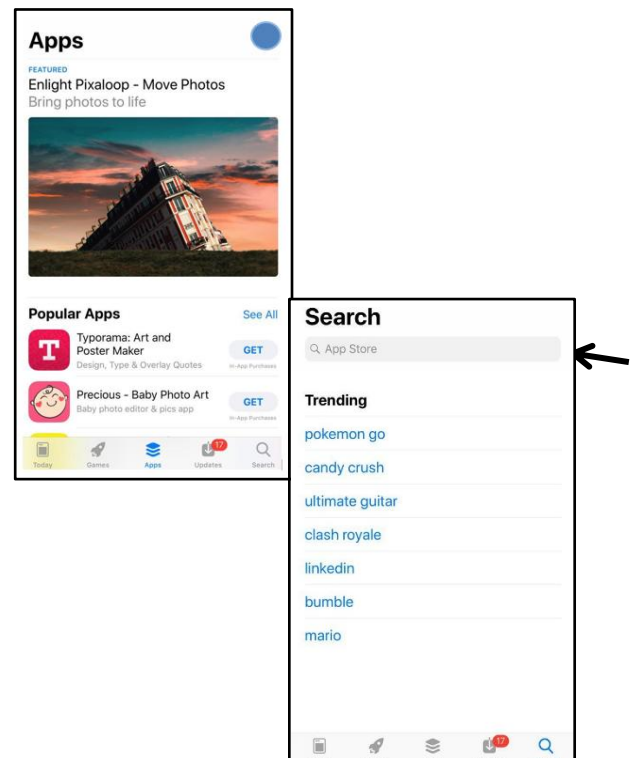 Apps
FEATURED
Enlight Pixaloop - Move Photos
Bring photos to life
Popular Apps
See All
T
Typorama: Art and
Poster Maker
Design, Type & Overlay Quotes
GET
In-App Purchases
Precious - Baby Photo Art
Baby photo editor & pics app
GET
In-App Purchases
Today
Games
Apps
17
Updates
Search
Search
App Store
Trending
pokemon go
candy crush
ultimate guitar
clash royale
linkedin
bumble
mario
17